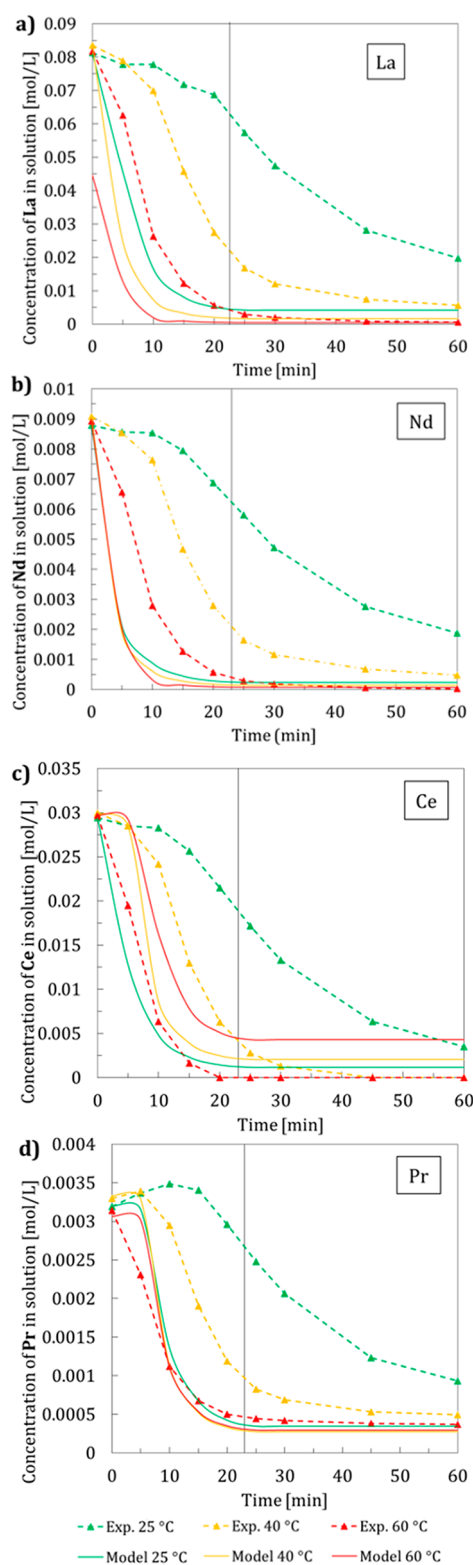 a)
Concentration of La in solution [mol/L]
0.09
0.08
0.07
0.06
0.05
0.04
0.03
0.02
0.01
0
La
0 10 20 30 40 50 60
Time [min]
b)
Concentration of Nd in solution [mol/L]
0.01
0.009
0.008
0.007
0.006
0.005
0.004
0.003
0.002
0.001
0
Nd
0 10 20 30 40 50 60
Time (min]
c)
Concentration of Ce in solution [mol/L]
0.035
0.03
0.025
0.02
0.015
0.01
0.005
0
Ce
0 10 20 30 40 50 60
Time [min]
d)
Concentration of Pr in solution [mol/L]
0.004
0.0035
0.003
0.0025
0.002
0.0015
0.001
0.0005
0
Pr
0 10 20 30 40 50 60
Time [min]
Exp. 25 °C Exp. 40 °C Exp. 60 °C
Model 25 °C Model 40 °C Model 60 °C